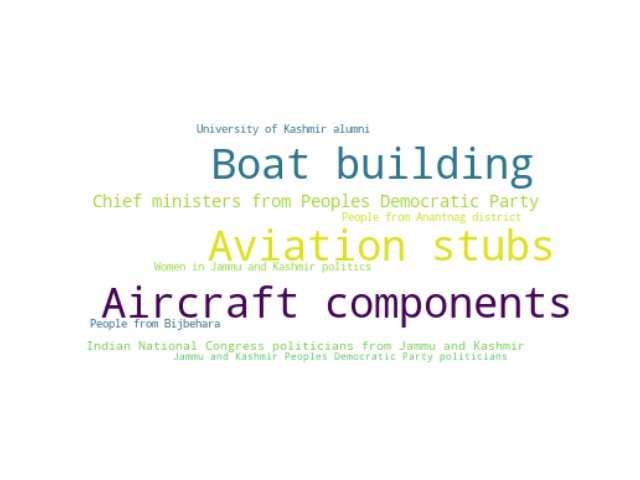 University of Kashmir alumni
Boat building
Chief ministers from Peoples Democratic Party
People from Anantnag district
Aviation stubs
Women in Jammu and Kashmir politics
Aircraft components
People from Bijbehara
Indian National Congress politicians from Jammu and Kashmir
Jammu and Kashmir Peoples Democratic Party politicians